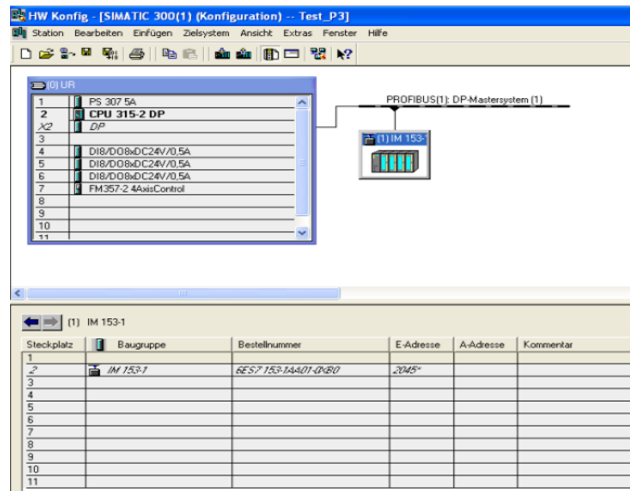 HW Konfig - [SIMATIC 300(1) (Konfiguration) -- Test_P3]
Station Bearbeiten Einfügen Zielsystem Ansicht Extras Fenster Hilfe
(0) UR
1 PS 307 5A
2 CPU 315-2 DP
X2 DP
3
4 DI8/DO8xDC24V/0,5A
5 DI8/DO8xDC24V/0,5A
6 DI8/DO8xDC24V/0,5A
7 FM357-2 4AxisControl
8
9
10
11
PROFIBUS(1): DP-Mastersystem (1)
(1) IM 153-1
(1) IM 153-1
Steckplatz Baugruppe Bestellnummer E-Adresse A-Adresse Kommentar
1
2 IM 153-1 6ES7 153-1AA01-0XB0 2045*
3
4
5
6
7
8
9
10
11